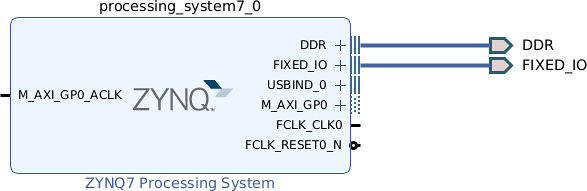 processing_system7_0
DDR
FIXED_IO
USBIND_0
M_AXI_GP0
FCLK_CLK0
FCLK_RESET0_N
M_AXI_GP0_ACLK
ZYNQ
DDR
FIXED_IO
ZYNQ7 Processing System